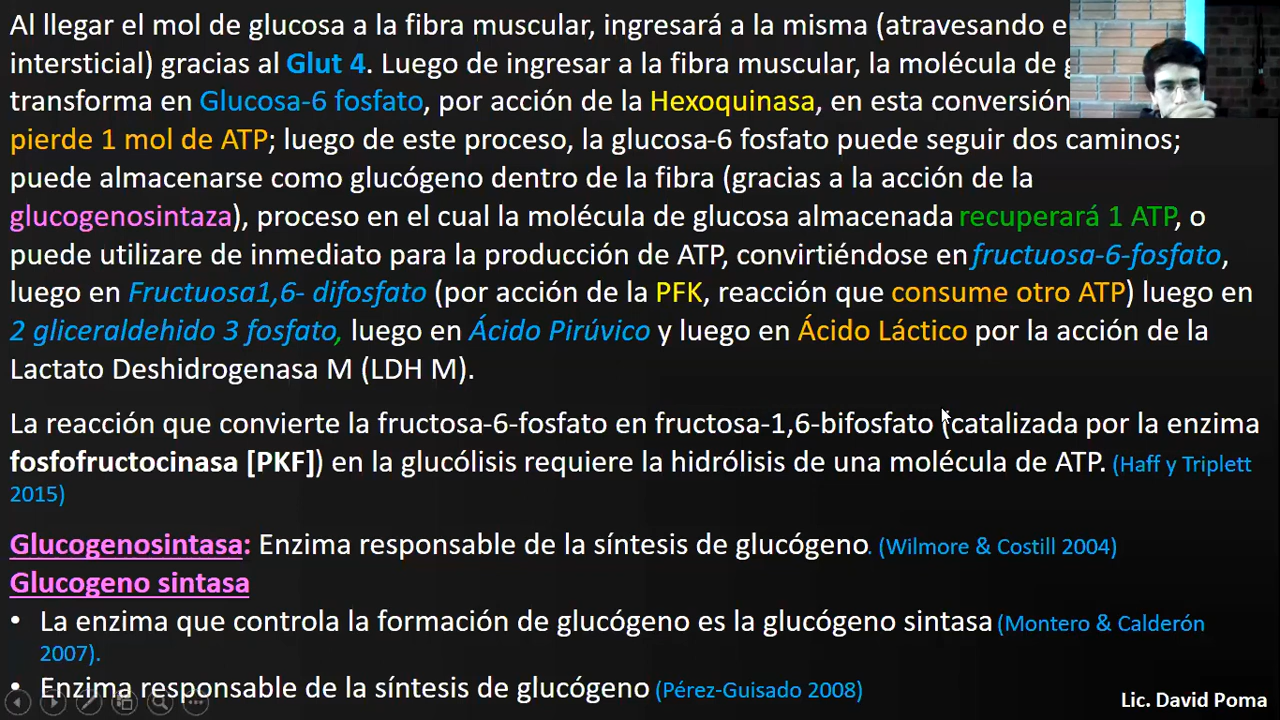 Al llegar el mol de glucosa a la fibra muscular, ingresará a la misma (atravesando
intersticial) gracias al Glut 4. Luego de ingresar a la fibra muscular, la molécula de
transforma en Glucosa-6 fosfato, por acción de la Hexoquinasa, en esta conversión
pierde 1 mol de ATP; luego de este proceso, la glucosa-6 fosfato puede seguir dos caminos;
puede almacenarse como glucógeno dentro de la fibra (gracias a la acción de la
glucogenosintaza), proceso en el cual la molécula de glucosa almacenada recuperará 1 ATP, o
puede utilizare de inmediato para la producción de ATP, convirtiéndose en fructuosa-6-fosfato,
luego en Fructuosa1,6- difosfato (por acción de la PFK, reacción que consume otro ATP) luego en
2 gliceraldehido 3 fosfato, luego en Ácido Pirúvico y luego en Ácido Láctico por la acción de la
Lactato Deshidrogenasa M (LDH M).
La reacción que convierte la fructosa-6-fosfato en fructosa-1,6-bifosfato (catalizada por la enzima
fosfofructocinasa [PKF]) en la glucólisis requiere la hidrólisis de una molécula de ATP. (Haff y Triplett
2015)
Glucogenosintasa: Enzima responsable de la síntesis de glucógeno. (Wilmore & Costill 2004)
Glucogeno sintasa
• La enzima que controla la formación de glucógeno es la glucógeno sintasa (Montero & Calderón
2007).
• Enzima responsable de la síntesis de glucógeno (Pérez-Guisado 2008)
Lic. David Poma